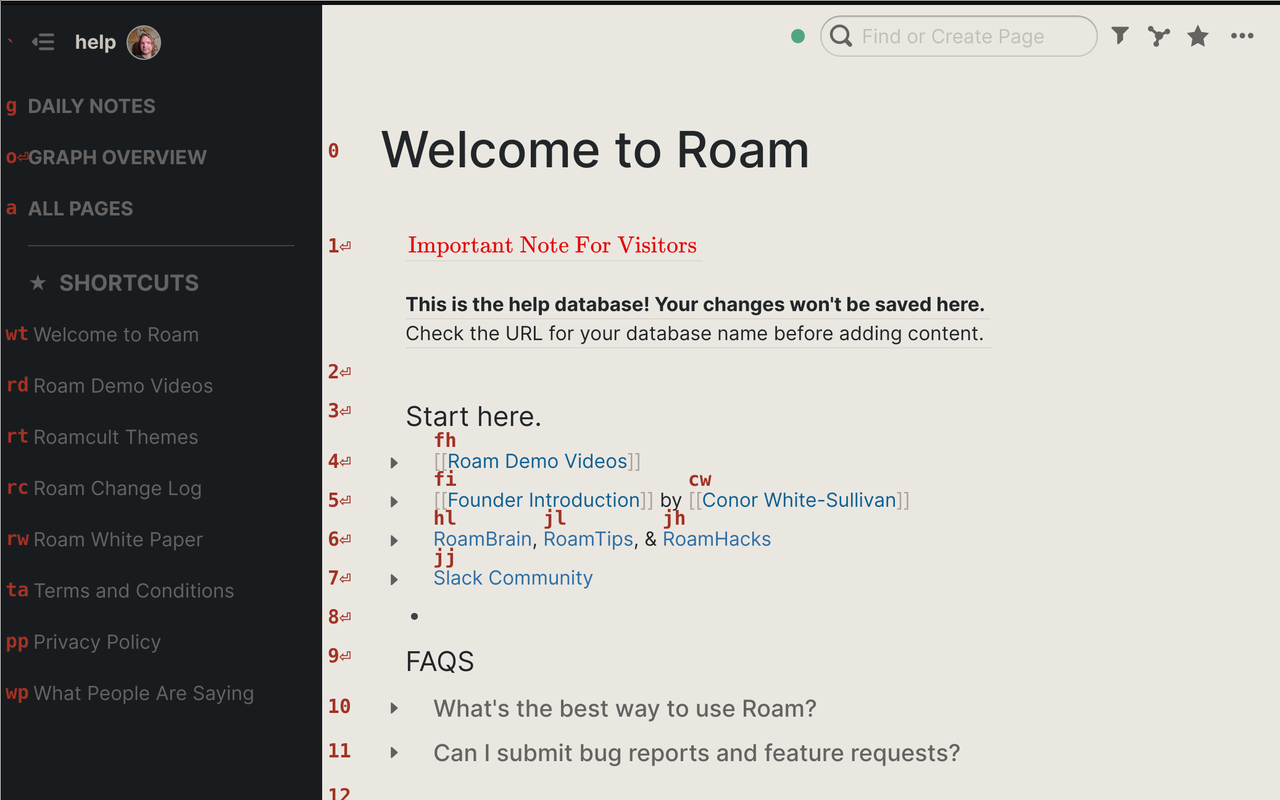 ` help
Find or Create Page
g DAILY NOTES
o⏎ GRAPH OVERVIEW
a ALL PAGES
★ SHORTCUTS
wt Welcome to Roam
rd Roam Demo Videos
rt Roamcult Themes
rc Roam Change Log
rw Roam White Paper
ta Terms and Conditions
pp Privacy Policy
wp What People Are Saying
0 Welcome to Roam
1⏎ Important Note For Visitors
This is the help database! Your changes won't be saved here.
Check the URL for your database name before adding content.
2⏎
3⏎ Start here.
fh
4⏎ [[Roam Demo Videos]]
fi cw
5⏎ [[Founder Introduction]] by [[Conor White-Sullivan]]
hl jl jh
6⏎ RoamBrain, RoamTips, & RoamHacks
jj
7⏎ Slack Community
8⏎
9⏎ FAQS
10 What's the best way to use Roam?
11 Can I submit bug reports and feature requests?
12